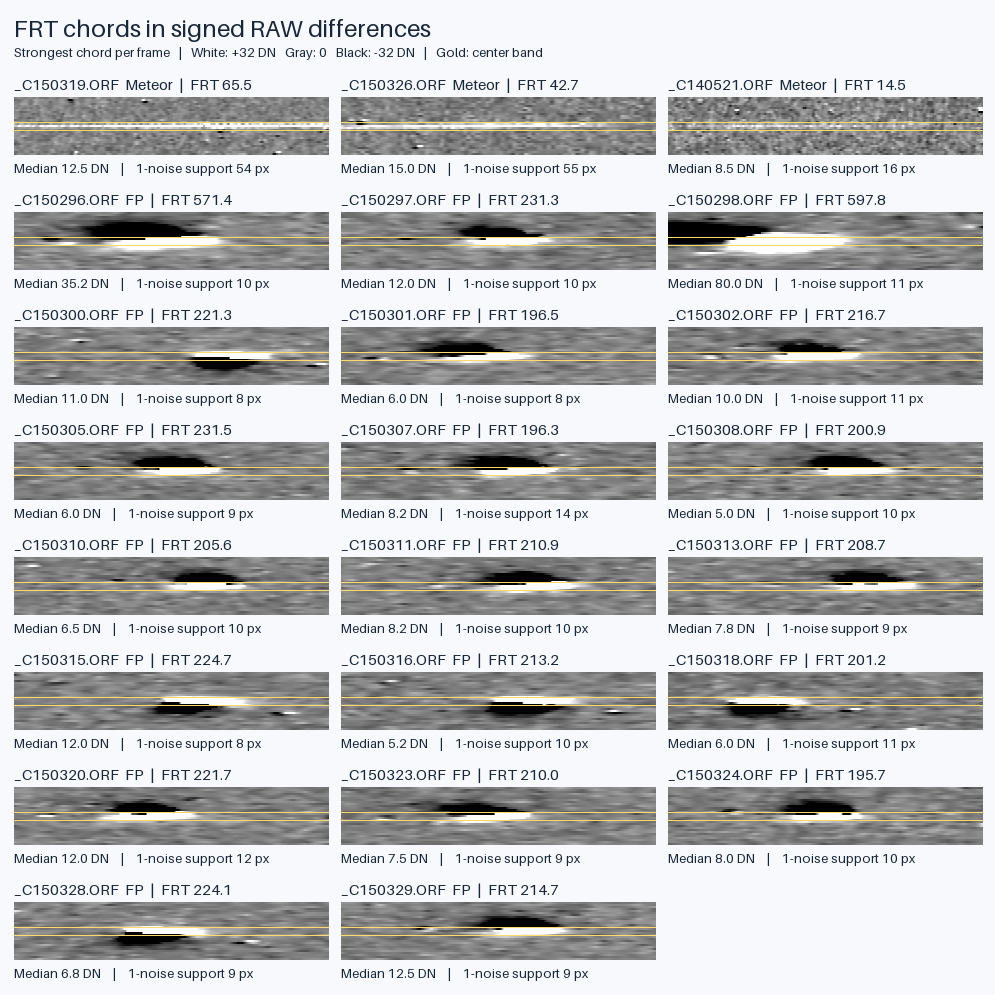 FRT chords in signed RAW differences
Strongest chord per frame | White: +32 DN Gray: 0 Black: -32 DN | Gold: center band
_C150319.ORF Meteor | FRT 65.5
_C150326.ORF Meteor | FRT 42.7
_C140521.ORF Meteor | FRT 14.5
Median 12.5 DN | 1-noise support 54 px
Median 15.0 DN | 1-noise support 55 px
Median 8.5 DN | 1-noise support 16 px
_C150296.ORF FP | FRT 571.4
_C150297.ORF FP | FRT 231.3
_C150298.ORF FP | FRT 597.8
Median 35.2 DN | 1-noise support 10 px
Median 12.0 DN | 1-noise support 10 px
Median 80.0 DN | 1-noise support 11 px
_C150300.ORF FP | FRT 221.3
_C150301.ORF FP | FRT 196.5
_C150302.ORF FP | FRT 216.7
Median 11.0 DN | 1-noise support 8 px
Median 6.0 DN | 1-noise support 8 px
Median 10.0 DN | 1-noise support 11 px
_C150305.ORF FP | FRT 231.5
_C150307.ORF FP | FRT 196.3
_C150308.ORF FP | FRT 200.9
Median 6.0 DN | 1-noise support 9 px
Median 8.2 DN | 1-noise support 14 px
Median 5.0 DN | 1-noise support 10 px
_C150310.ORF FP | FRT 205.6
_C150311.ORF FP | FRT 210.9
_C150313.ORF FP | FRT 208.7
Median 6.5 DN | 1-noise support 10 px
Median 8.2 DN | 1-noise support 10 px
Median 7.8 DN | 1-noise support 9 px
_C150315.ORF FP | FRT 224.7
_C150316.ORF FP | FRT 213.2
_C150318.ORF FP | FRT 201.2
Median 12.0 DN | 1-noise support 8 px
Median 5.2 DN | 1-noise support 10 px
Median 6.0 DN | 1-noise support 11 px
_C150320.ORF FP | FRT 221.7
_C150323.ORF FP | FRT 210.0
_C150324.ORF FP | FRT 195.7
Median 12.0 DN | 1-noise support 12 px
Median 7.5 DN | 1-noise support 9 px
Median 8.0 DN | 1-noise support 10 px
_C150328.ORF FP | FRT 224.1
_C150329.ORF FP | FRT 214.7
Median 6.8 DN | 1-noise support 9 px
Median 12.5 DN | 1-noise support 9 px